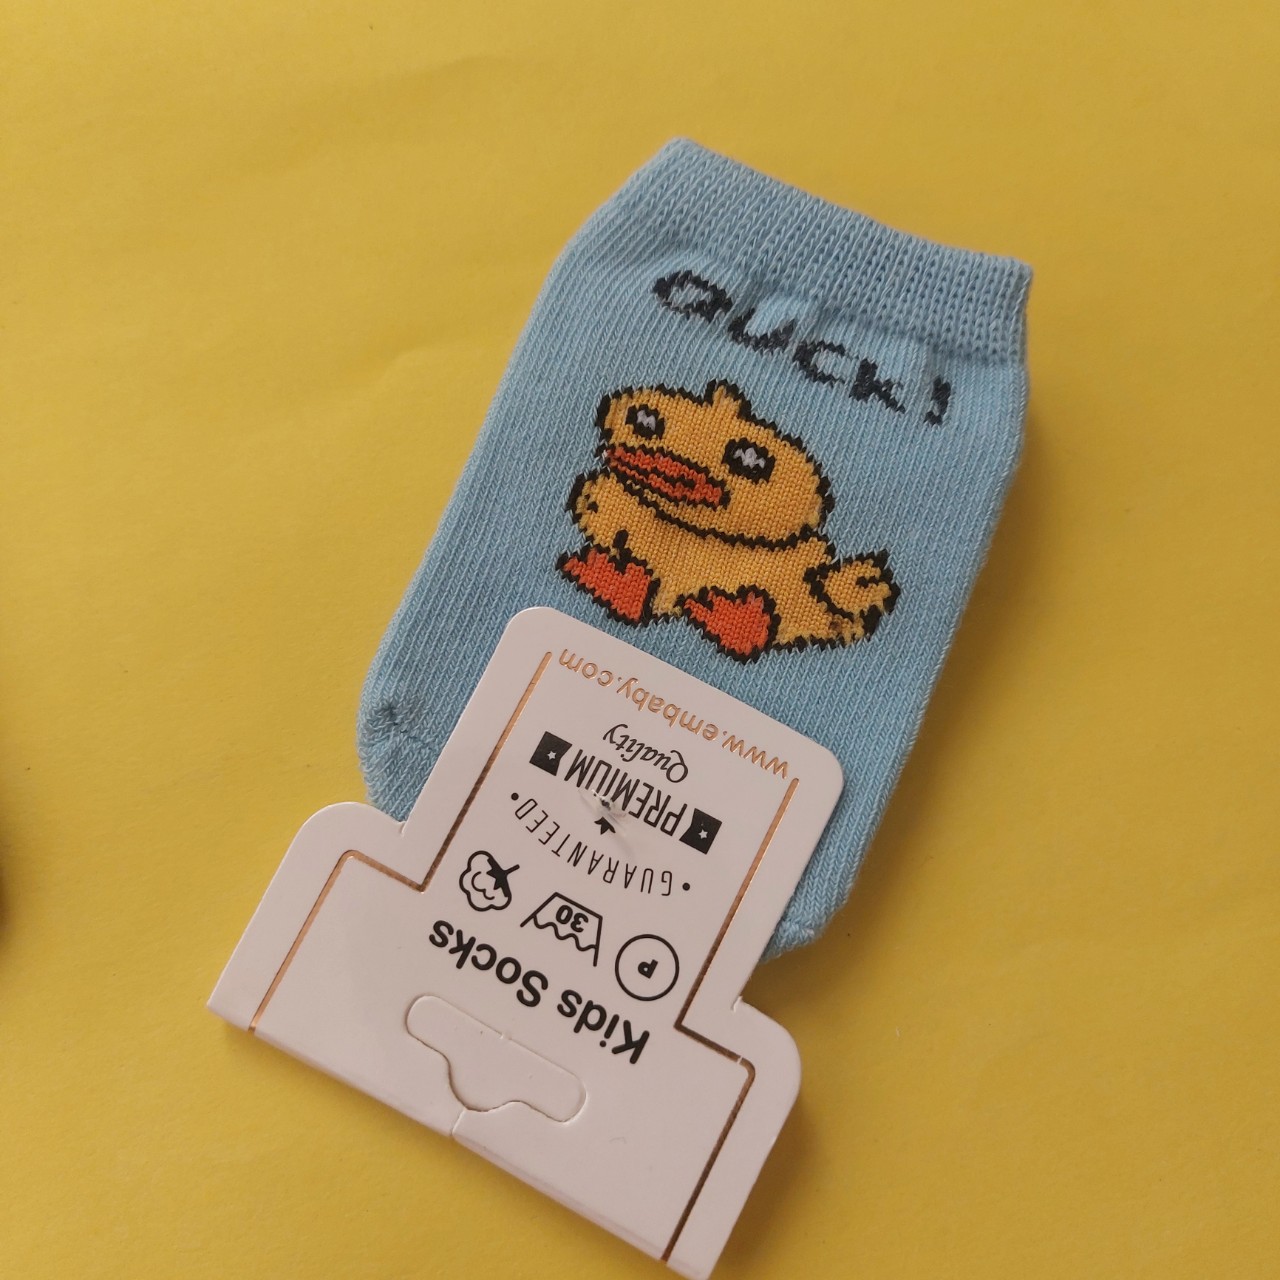 QUCK!
Kids Socks
P
30
• GUARANTEED •
PREMIUM
Quality
www.embaby.com